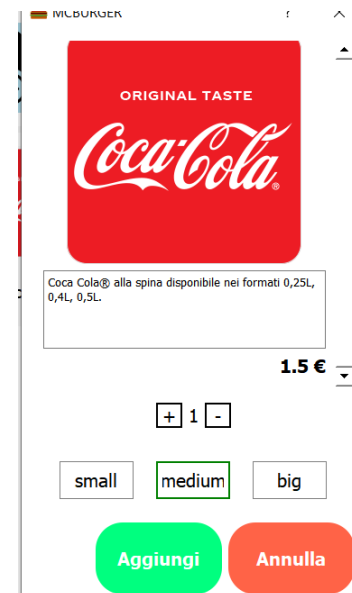 MCBURGER ?
ORIGINAL TASTE
Coca-Cola®
Coca Cola® alla spina disponibile nei formati 0,25L,
0,4L, 0,5L.
1.5 €
+ 1 -
small medium big
Aggiungi Annulla